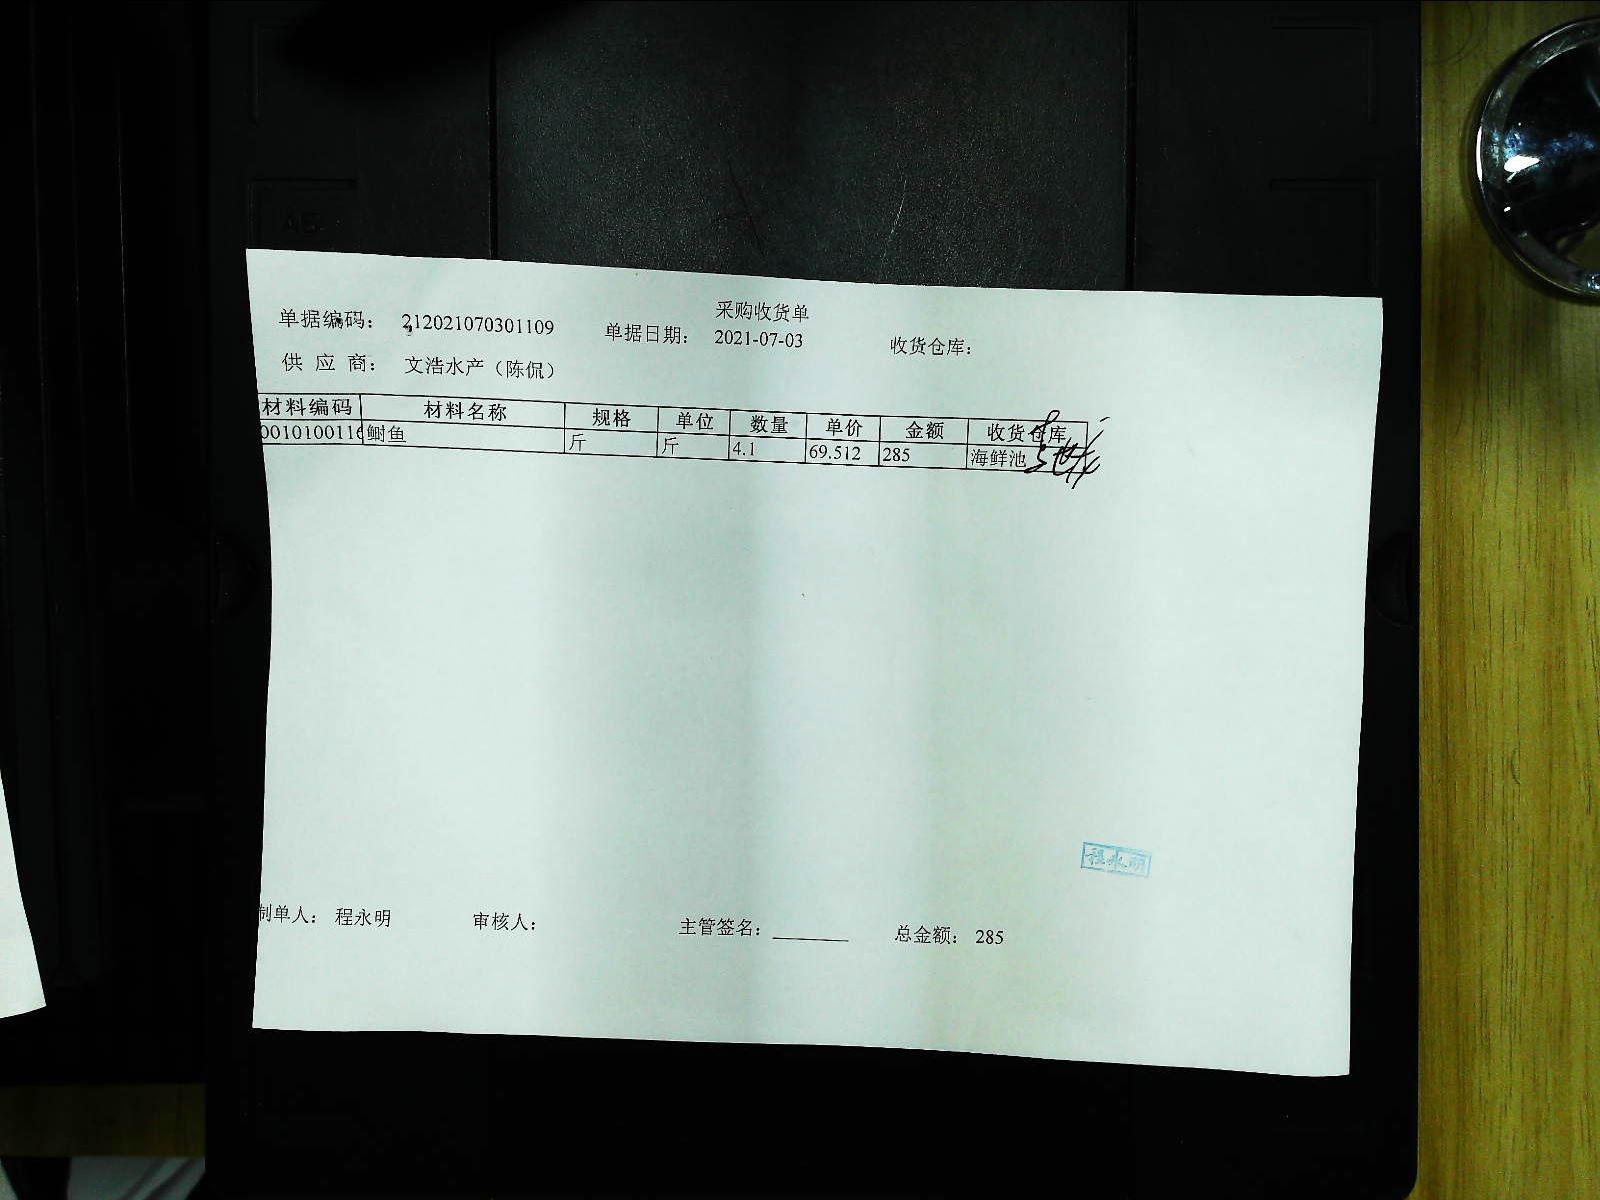 采购收货单
单据编码： 212021070301109 单据日期： 2021-07-03 收货仓库：
供 应 商： 文浩水产（陈侃）
材料编码 材料名称 规格 单位 数量 单价 金额 收货仓库
0010100116 鲥鱼 斤 斤 4.1 69.512 285 海鲜池
程永明
制单人： 程永明 审核人： 主管签名： 总金额： 285